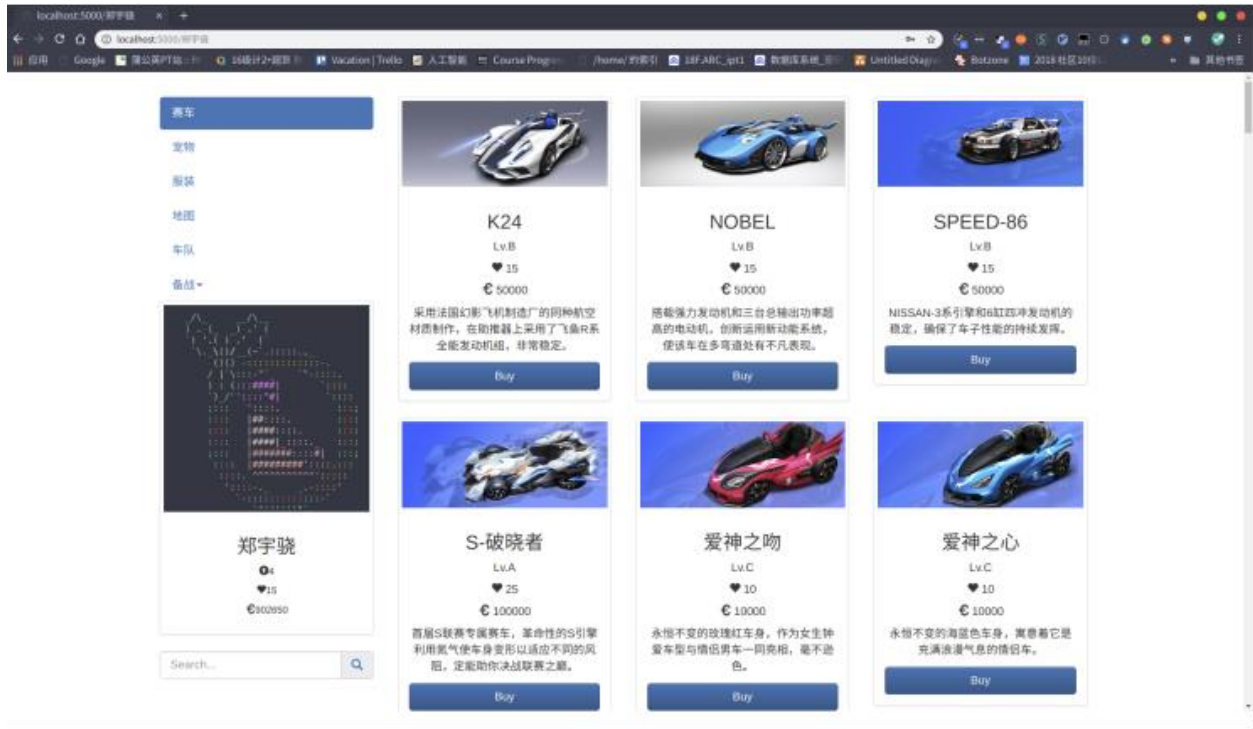 localhost:5000/郑宇骁
localhost:5000/郑宇骁
应用
Google
Vacation | Trello
人工智能
18F.ARC_ipt1
Botzone
其他书签
赛车
宠物
服装
地图
车队
备战
郑宇骁
4
15
€902650
Search...
K24
Lv.B
15
€ 50000
采用法国幻影飞机制造厂的同种航空
材质制作，在助推器上采用了飞鱼R系
全能发动机组，非常稳定。
Buy
NOBEL
Lv.B
15
€ 50000
搭载强力发动机和三台总输出功率超
高的电动机，创新运用新动能系统，
使该车在多弯道处有不凡表现。
Buy
SPEED-86
Lv.B
15
€ 50000
NISSAN-3系引擎和6缸四冲发动机的
稳定，确保了车子性能的持续发挥。
Buy
S-破晓者
Lv.A
25
€ 100000
首届S联赛专属赛车，革命性的S引擎
利用氮气使车身变形以适应不同的风
阻，定能助你决战联赛之巅。
Buy
爱神之吻
Lv.C
10
€ 10000
永恒不变的玫瑰红车身，作为女生钟
爱车型与情侣男车一同亮相，毫不逊
色。
Buy
爱神之心
Lv.C
10
€ 10000
永恒不变的海蓝色车身，寓意着它是
充满浪漫气息的情侣车。
Buy